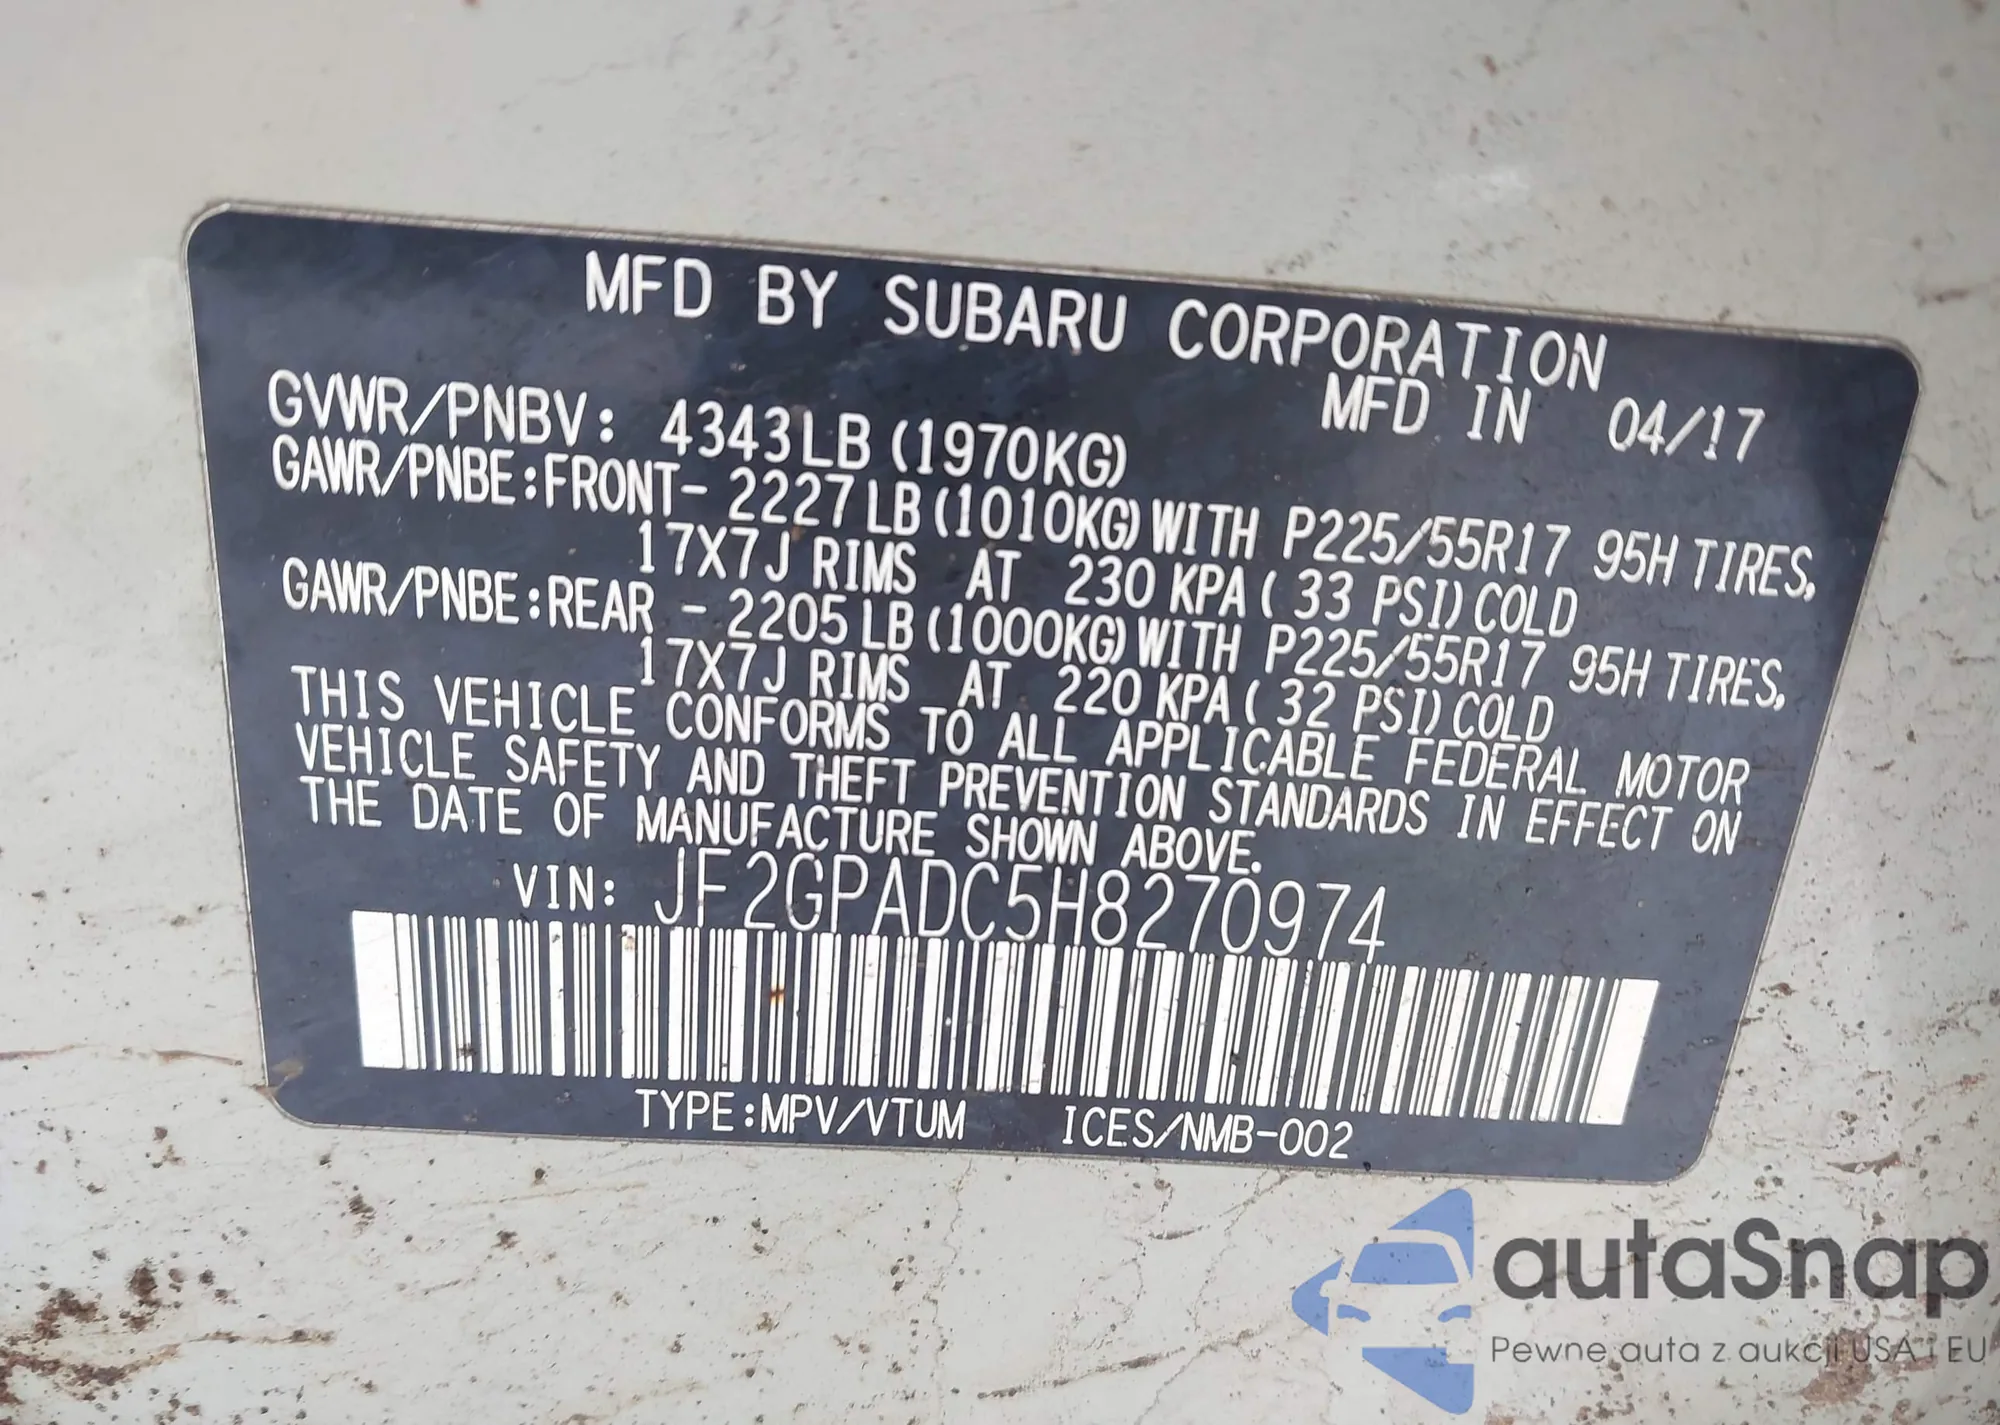 MFD BY SUBARU CORPORATION
MFD IN 04/17
GVWR/PNBV: 4343LB (1970KG)
GAWR/PNBE:FRONT- 2227 LB (1010KG) WITH P225/55R17 95H TIRES,
17X7J RIMS AT 230 KPA ( 33 PSI) COLD
GAWR/PNBE:REAR - 2205 LB (1000KG) WITH P225/55R17 95H TIRES,
17X7J RIMS AT 220 KPA ( 32 PSI) COLD
THIS VEHICLE CONFORMS TO ALL APPLICABLE FEDERAL MOTOR
VEHICLE SAFETY AND THEFT PREVENTION STANDARDS IN EFFECT ON
THE DATE OF MANUFACTURE SHOWN ABOVE.
VIN: JF2GPADC5H8270974
TYPE:MPV/VTUM ICES/NMB-002
autaSnap
Pewne auta z aukcji USA i EU